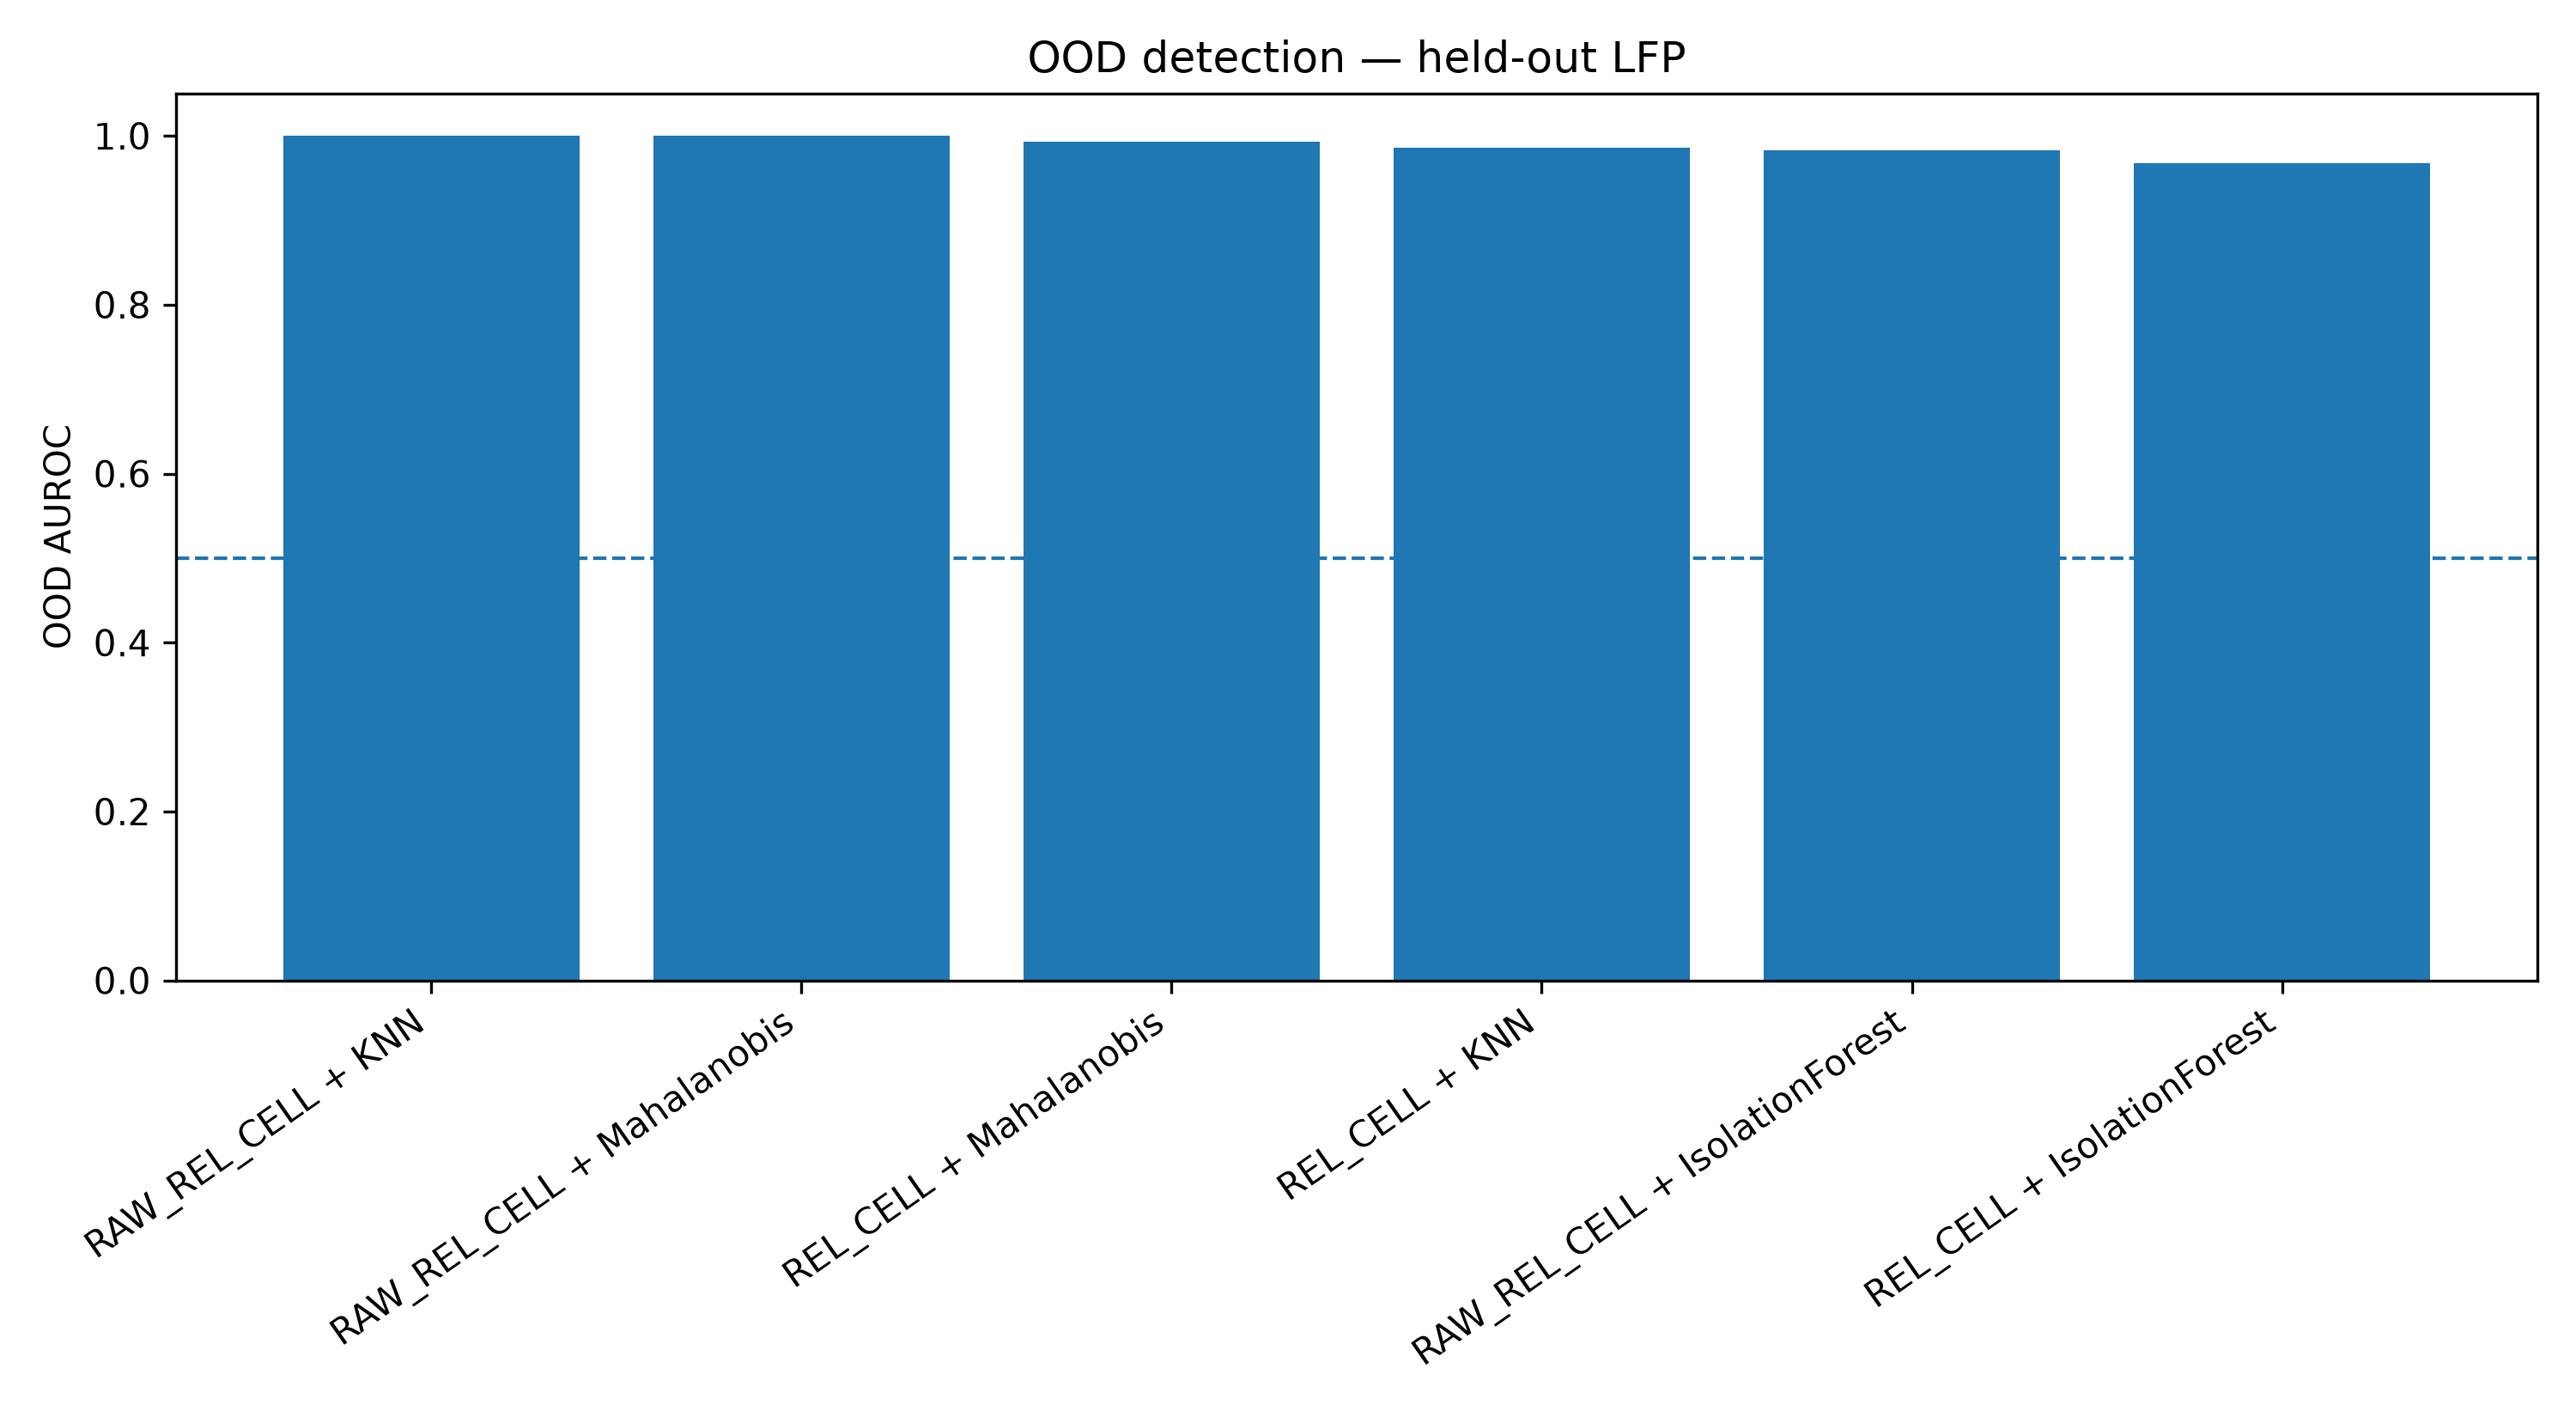 OOD detection — held-out LFP
OOD AUROC
1.0
0.8
0.6
0.4
0.2
0.0
RAW_REL_CELL + KNN
RAW_REL_CELL + Mahalanobis
REL_CELL + Mahalanobis
REL_CELL + KNN
RAW_REL_CELL + IsolationForest
REL_CELL + IsolationForest